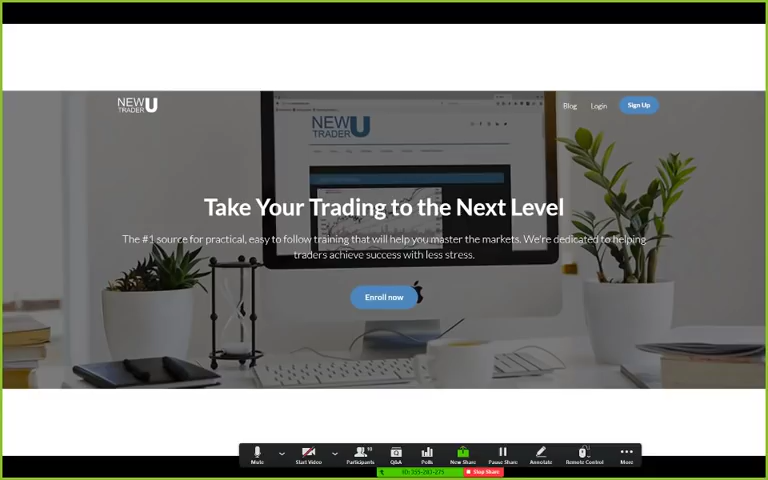 NEW
TRADER U
Blog
Login
Sign Up
NEW
TRADER U
Take Your Trading to the Next Level
The #1 source for practical, easy to follow training that will help you master the markets. We're dedicated to helping
traders achieve success with less stress.
Enroll now
Mute
Start Video
Participants
Q&A
Polls
New Share
Pause Share
Annotate
Remote Control
More
Stop Share